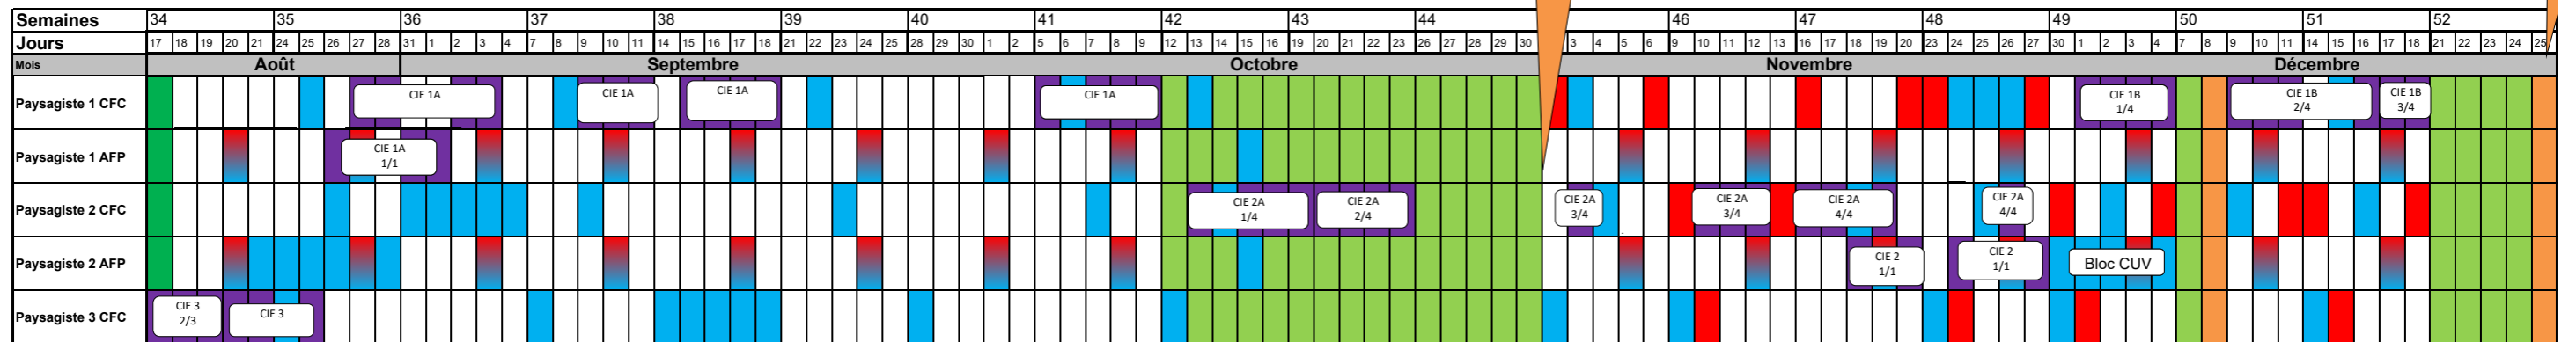 Semaines 34 35 36 37 38 39 40 41 42 43 44 46 47 48 49 50 51 52
Jours 17 18 19 20 21 24 25 26 27 28 31 1 2 3 4 7 8 9 10 11 14 15 16 17 18 21 22 23 24 25 28 29 30 1 2 5 6 7 8 9 12 13 14 15 16 19 20 21 22 23 26 27 28 29 30 3 4 5 6 9 10 11 12 13 16 17 18 19 20 23 24 25 26 27 30 1 2 3 4 7 8 9 10 11 14 15 16 17 18 21 22 23 24 25
Mois Août Septembre Octobre Novembre Décembre
Paysagiste 1 CFC
CIE 1A
CIE 1A
CIE 1A
CIE 1A
CIE 1B
1/4
CIE 1B
2/4
CIE 1B
3/4
Paysagiste 1 AFP
CIE 1A
1/1
Paysagiste 2 CFC
CIE 2A
1/4
CIE 2A
2/4
CIE 2A
3/4
CIE 2A
3/4
CIE 2A
4/4
CIE 2A
4/4
Paysagiste 2 AFP
CIE 2
1/1
CIE 2
1/1
Bloc CUV
Paysagiste 3 CFC
CIE 3
2/3
CIE 3